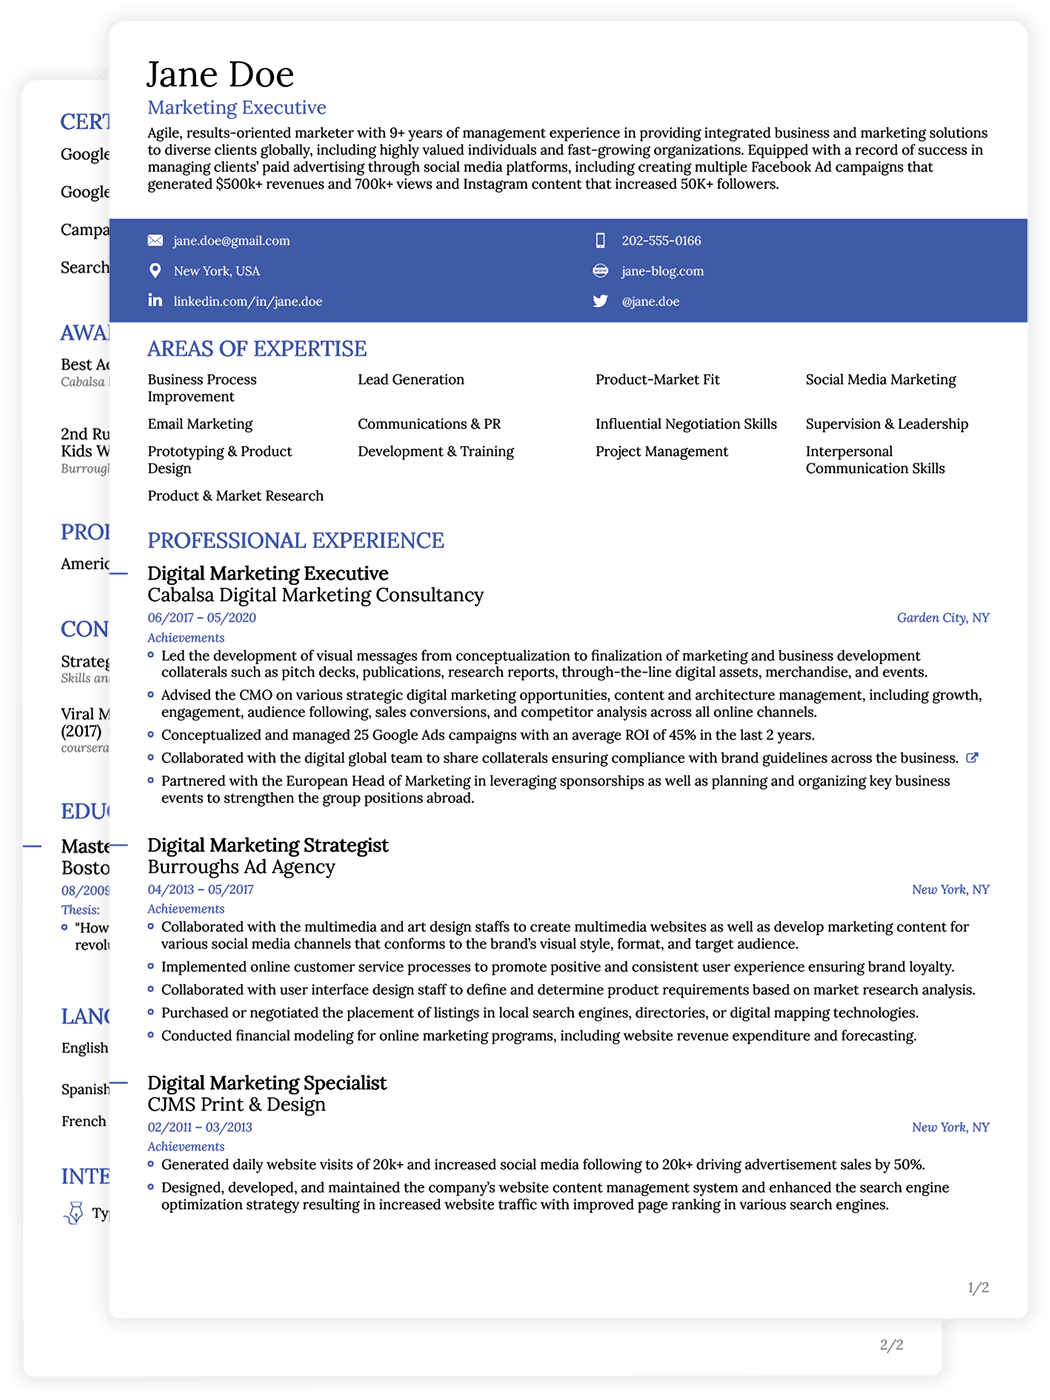 Jane Doe
Marketing Executive
Agile, results-oriented marketer with 9+ years of management experience in providing integrated business and marketing solutions
to diverse clients globally, including highly valued individuals and fast-growing organizations. Equipped with a record of success in
managing clients' paid advertising through social media platforms, including creating multiple Facebook Ad campaigns that
generated $500k+ revenues and 700k+ views and Instagram content that increased 50K+ followers.
jane.doe@gmail.com
202-555-0166
New York, USA
jane-blog.com
linkedin.com/in/jane.doe
@jane.doe
AREAS OF EXPERTISE
Business Process
Improvement
Lead Generation
Product-Market Fit
Social Media Marketing
Email Marketing
Communications & PR
Influential Negotiation Skills
Supervision & Leadership
Prototyping & Product
Design
Development & Training
Project Management
Interpersonal
Communication Skills
Product & Market Research
PROFESSIONAL EXPERIENCE
Digital Marketing Executive
Cabalsa Digital Marketing Consultancy
06/2017 – 05/2020
Garden City, NY
Achievements
Led the development of visual messages from conceptualization to finalization of marketing and business development
collaterals such as pitch decks, publications, research reports, through-the-line digital assets, merchandise, and events.
Advised the CMO on various strategic digital marketing opportunities, content and architecture management, including growth,
engagement, audience following, sales conversions, and competitor analysis across all online channels.
Conceptualized and managed 25 Google Ads campaigns with an average ROI of 45% in the last 2 years.
Collaborated with the digital global team to share collaterals ensuring compliance with brand guidelines across the business.
Partnered with the European Head of Marketing in leveraging sponsorships as well as planning and organizing key business
events to strengthen the group positions abroad.
Digital Marketing Strategist
Burroughs Ad Agency
04/2013 – 05/2017
New York, NY
Achievements
Collaborated with the multimedia and art design staffs to create multimedia websites as well as develop marketing content for
various social media channels that conforms to the brand's visual style, format, and target audience.
Implemented online customer service processes to promote positive and consistent user experience ensuring brand loyalty.
Collaborated with user interface design staff to define and determine product requirements based on market research analysis.
Purchased or negotiated the placement of listings in local search engines, directories, or digital mapping technologies.
Conducted financial modeling for online marketing programs, including website revenue expenditure and forecasting.
Digital Marketing Specialist
CJMS Print & Design
02/2011 – 03/2013
New York, NY
Achievements
Generated daily website visits of 20k+ and increased social media following to 20k+ driving advertisement sales by 50%.
Designed, developed, and maintained the company's website content management system and enhanced the search engine
optimization strategy resulting in increased website traffic with improved page ranking in various search engines.
1/2
CERT
Google
Google
Campa
Search
AWA
Best
Cabalsa
2nd Ru
Kids W
Burrough
PROF
Americ
CON
Strateg
Skills an
Viral M
(2017)
coursera
EDU
Maste
Bosto
08/2009
Thesis:
"How
revolu
LANG
English
Spanish
French
INTE
Ty
2/2